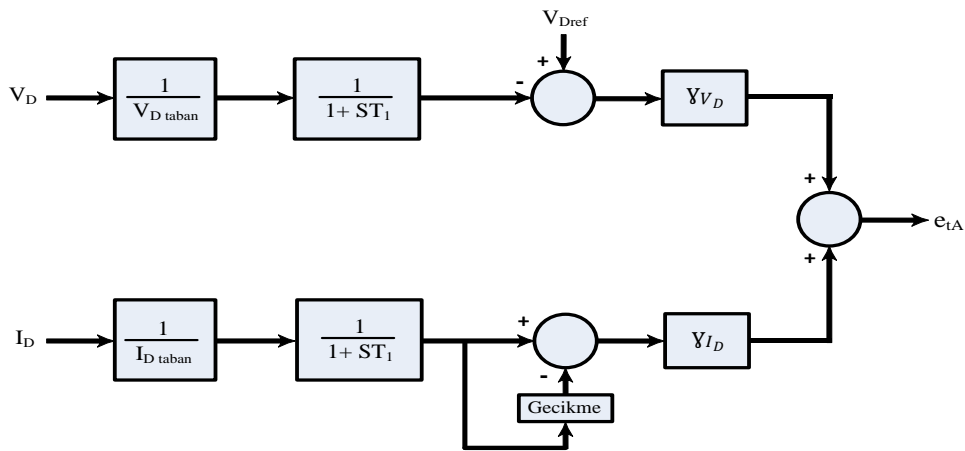 V_Dref
+
-
V_D
1
V_D taban
1
1+ ST_1
ɣV_D
+
e_tA
+
I_D
1
I_D taban
1
1+ ST_1
+
-
ɣI_D
Gecikme